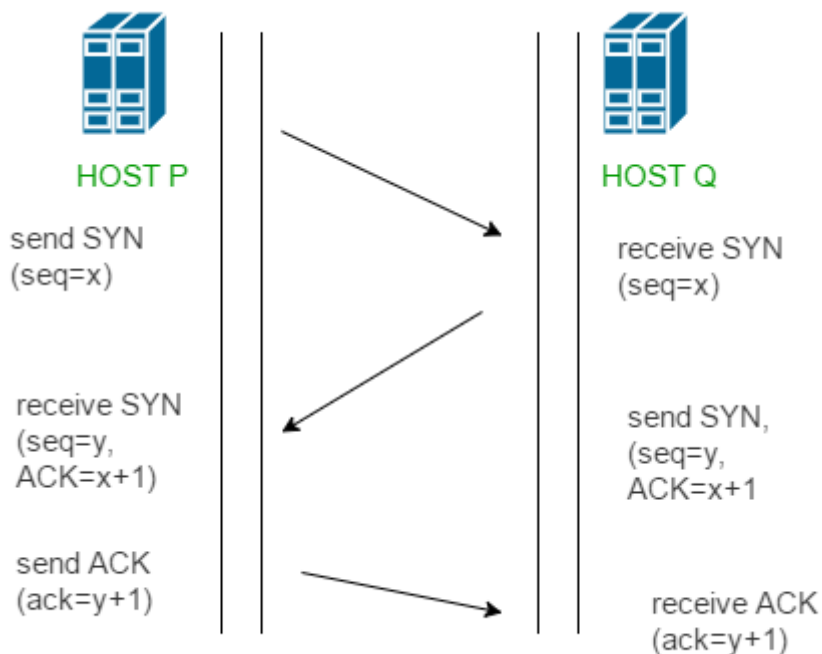 HOST P
HOST Q
send SYN
(seq=x)
receive SYN
(seq=x)
receive SYN
(seq=y,
ACK=x+1)
send SYN,
(seq=y,
ACK=x+1
send ACK
(ack=y+1)
receive ACK
(ack=y+1)